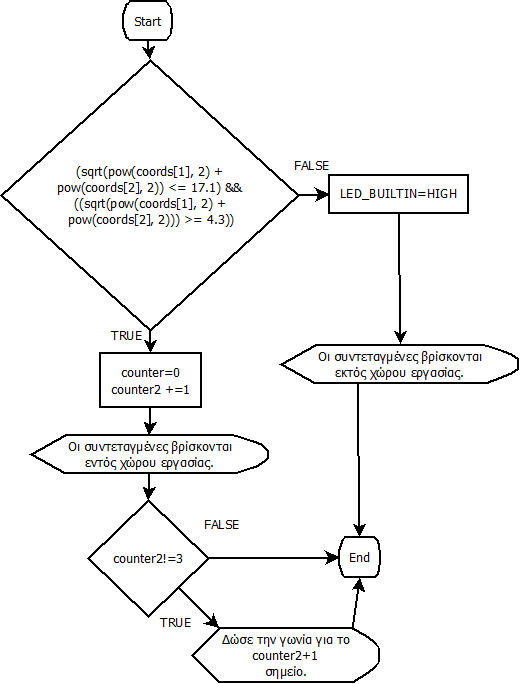 Start
(sqrt(pow(coords[1], 2) +
pow(coords[2], 2)) <= 17.1) &&
((sqrt(pow(coords[1], 2) +
pow(coords[2], 2))) >= 4.3))
FALSE
LED_BUILTIN=HIGH
TRUE
counter=0
counter2 +=1
Οι συντεταγμένες βρίσκονται
εκτός χώρου εργασίας.
Οι συντεταγμένες βρίσκονται
εντός χώρου εργασίας.
counter2!=3
FALSE
End
TRUE
Δώσε την γωνία για το
counter2+1
σημείο.